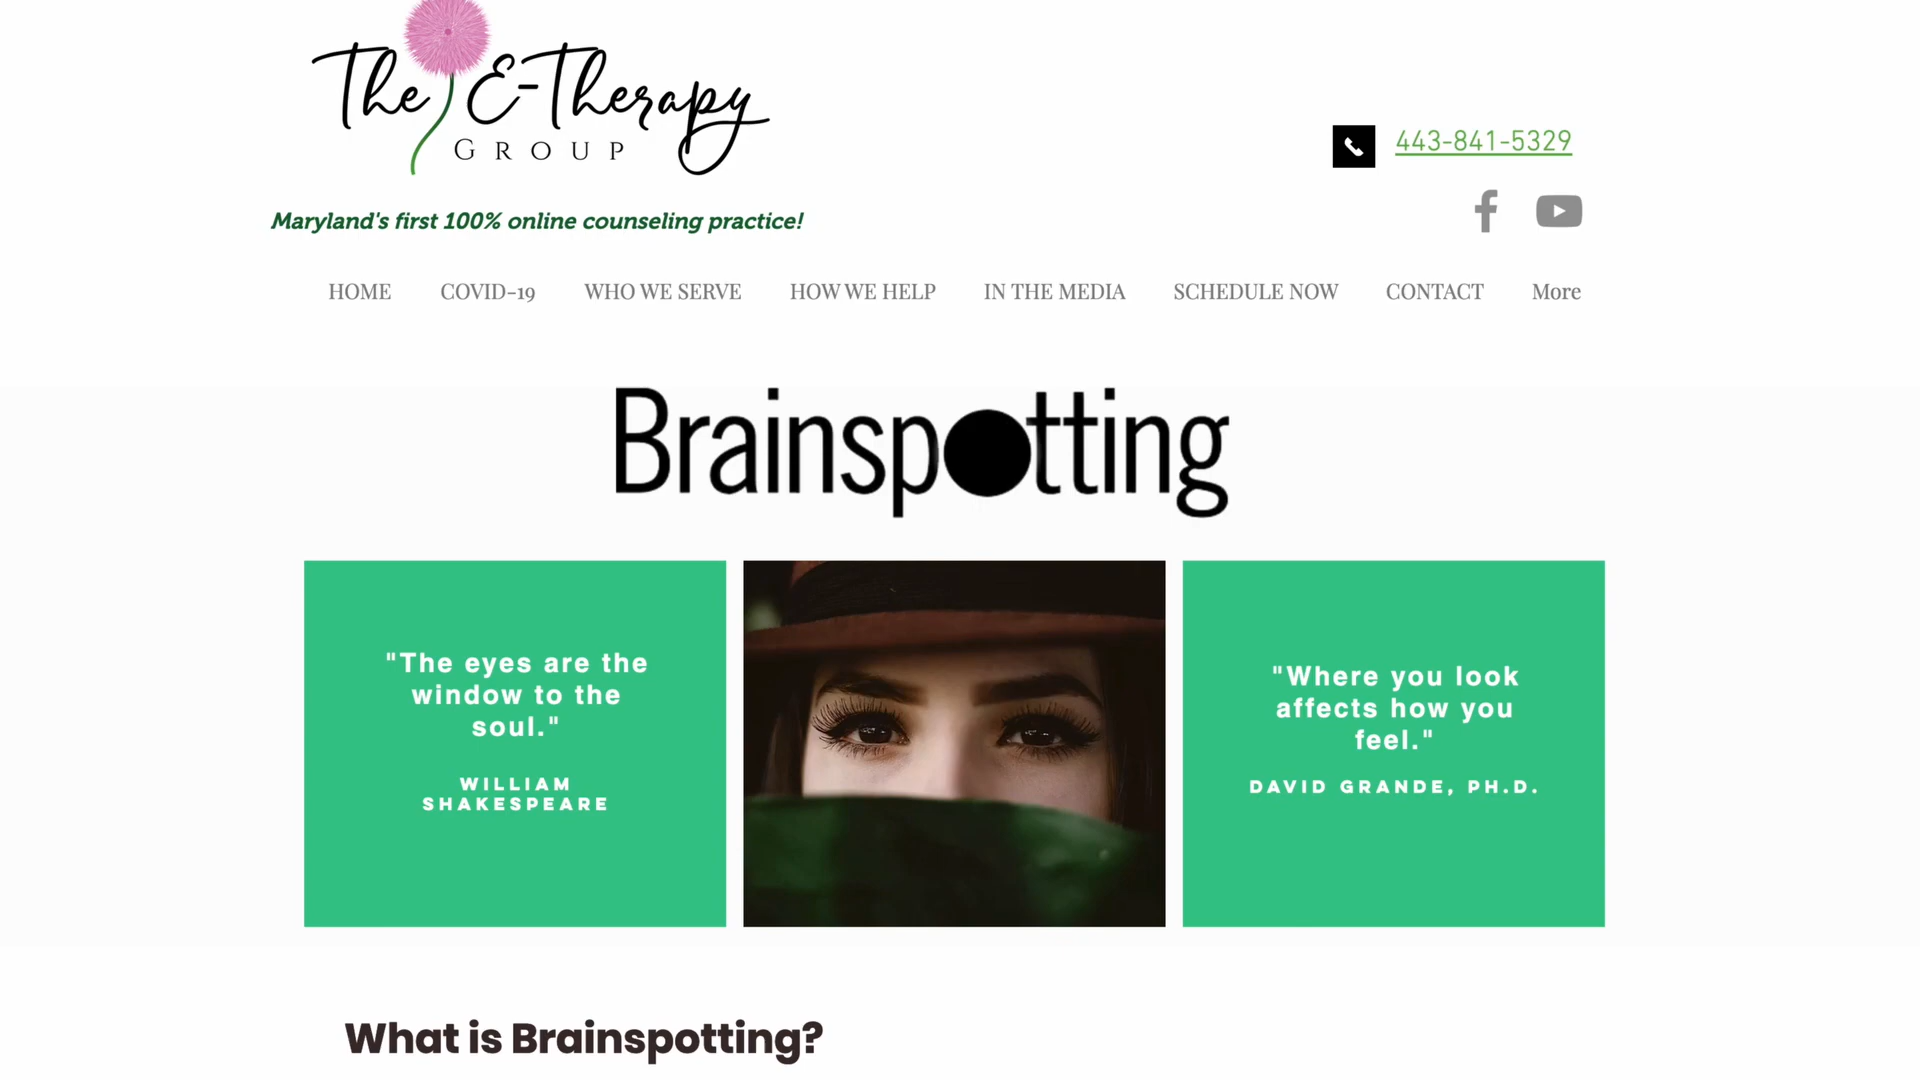 The E-Therapy
GROUP
443-841-5329
Maryland's first 100% online counseling practice!
HOME COVID-19 WHO WE SERVE HOW WE HELP IN THE MEDIA SCHEDULE NOW CONTACT More
Brainspotting
"The eyes are the
window to the
soul."
WILLIAM
SHAKESPEARE
"Where you look
affects how you
feel."
DAVID GRANDE, PH.D.
What is Brainspotting?